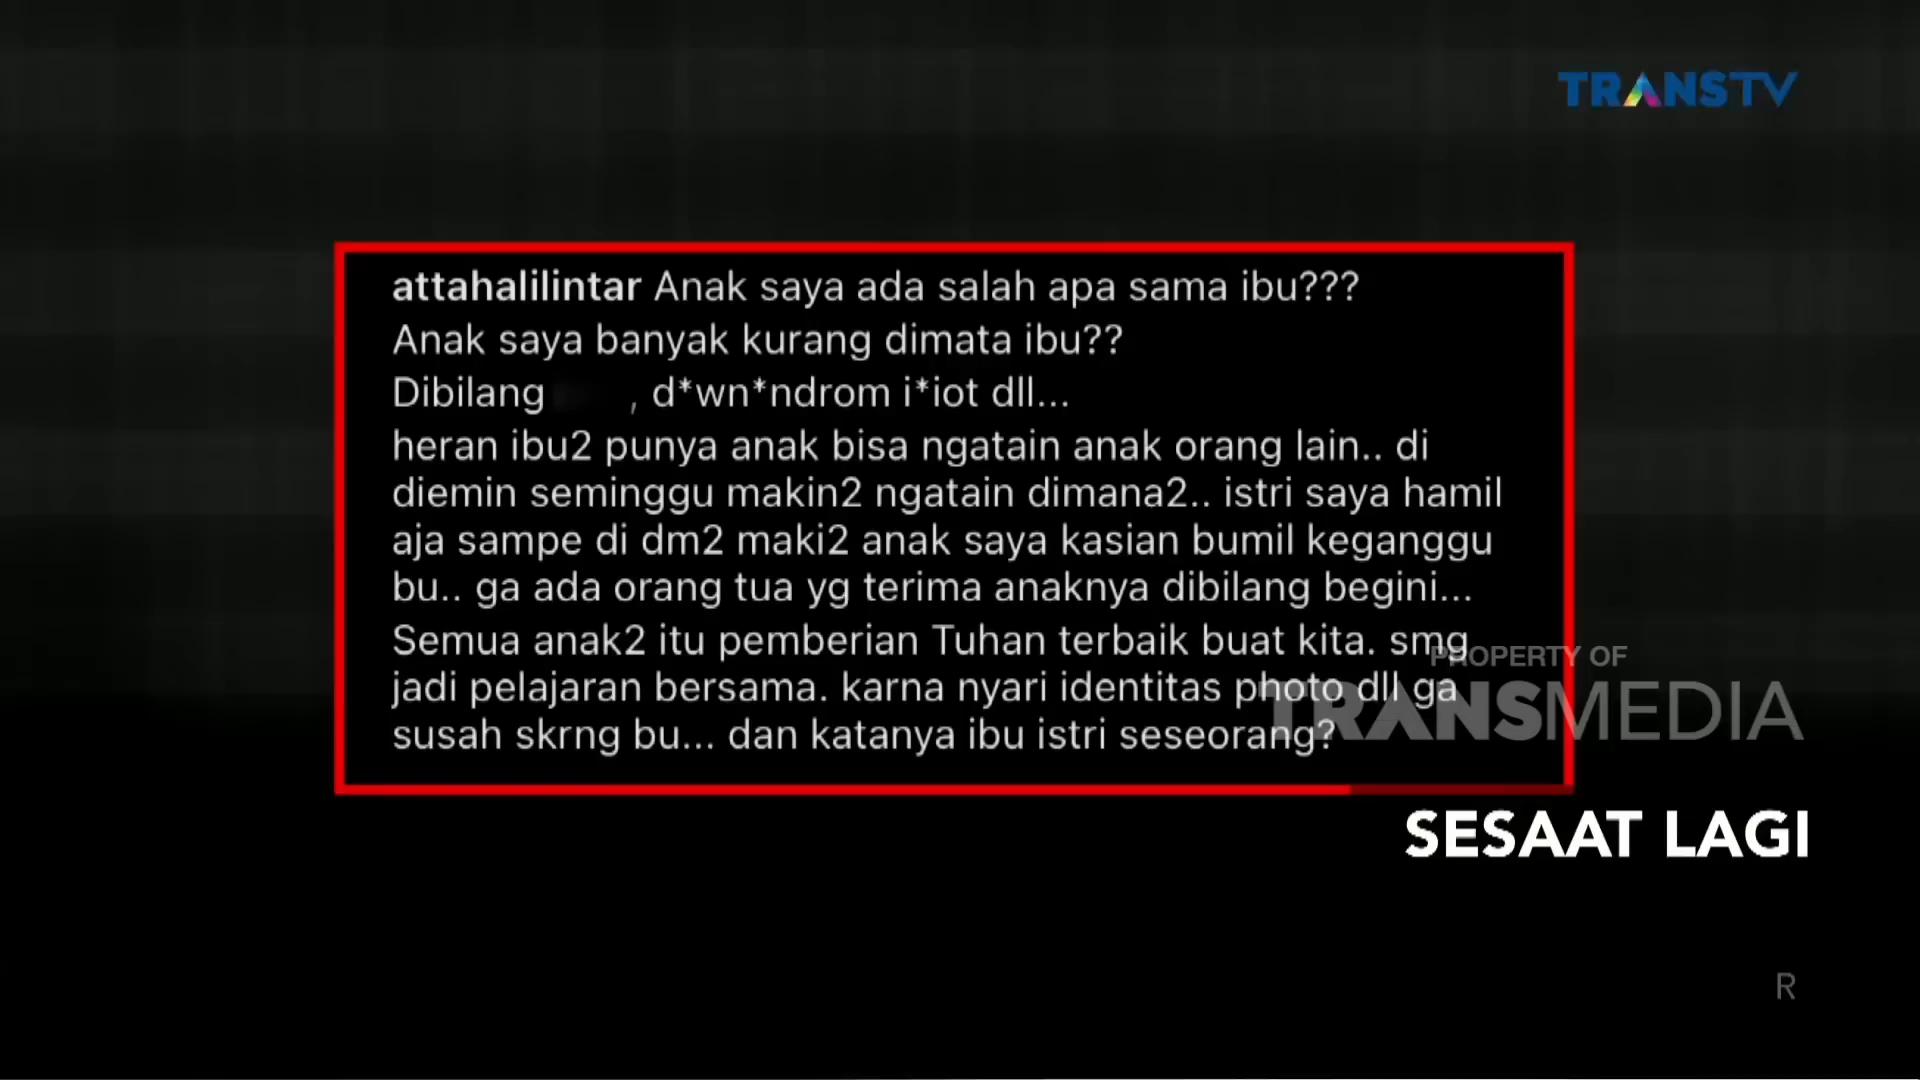 TRANSTV
attahalilintar Anak saya ada salah apa sama ibu???
Anak saya banyak kurang dimata ibu??
Dibilang , d*wn*ndrom i*iot dll...
heran ibu2 punya anak bisa ngatain anak orang lain.. di
diemin seminggu makin2 ngatain dimana2.. istri saya hamil
aja sampe di dm2 maki2 anak saya kasian bumil keganggu
bu.. ga ada orang tua yg terima anaknya dibilang begini...
Semua anak2 itu pemberian Tuhan terbaik buat kita. smg
jadi pelajaran bersama. karna nyari identitas photo dll ga
susah skrng bu... dan katanya ibu istri seseorang?
PROPERTY OF
TRANSMEDIA
SESAAT LAGI
R